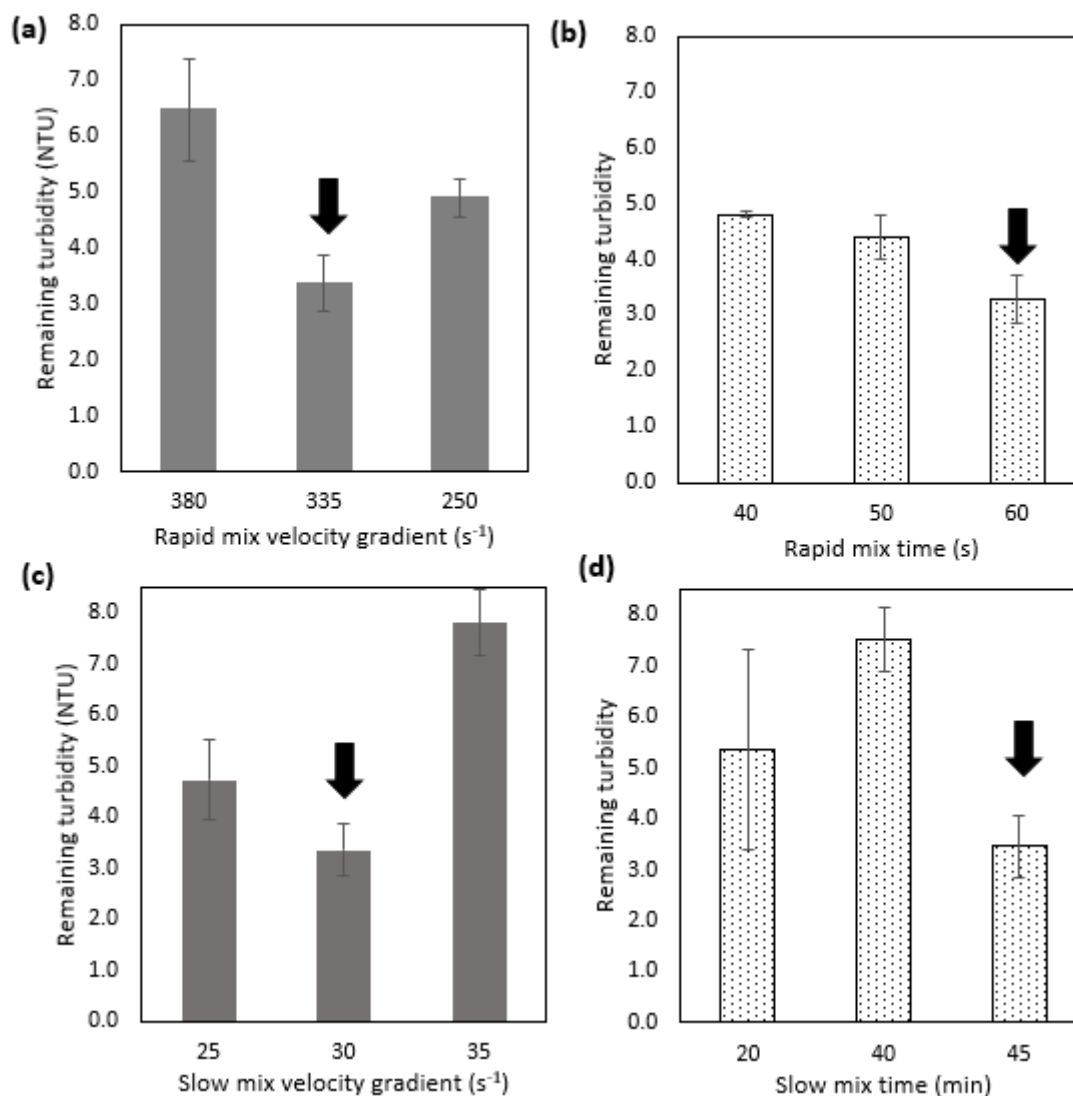 (a)
Remaining turbidity (NTU)
8.0
7.0
6.0
5.0
4.0
3.0
2.0
1.0
0.0
380 335 250
Rapid mix velocity gradient (s⁻¹)
(b)
Remaining turbidity
8.0
7.0
6.0
5.0
4.0
3.0
2.0
1.0
0.0
40 50 60
Rapid mix time (s)
(c)
Remaining turbidity (NTU)
8.0
7.0
6.0
5.0
4.0
3.0
2.0
1.0
0.0
25 30 35
Slow mix velocity gradient (s⁻¹)
(d)
Remaining turbidity
8.0
7.0
6.0
5.0
4.0
3.0
2.0
1.0
0.0
20 40 45
Slow mix time (min)